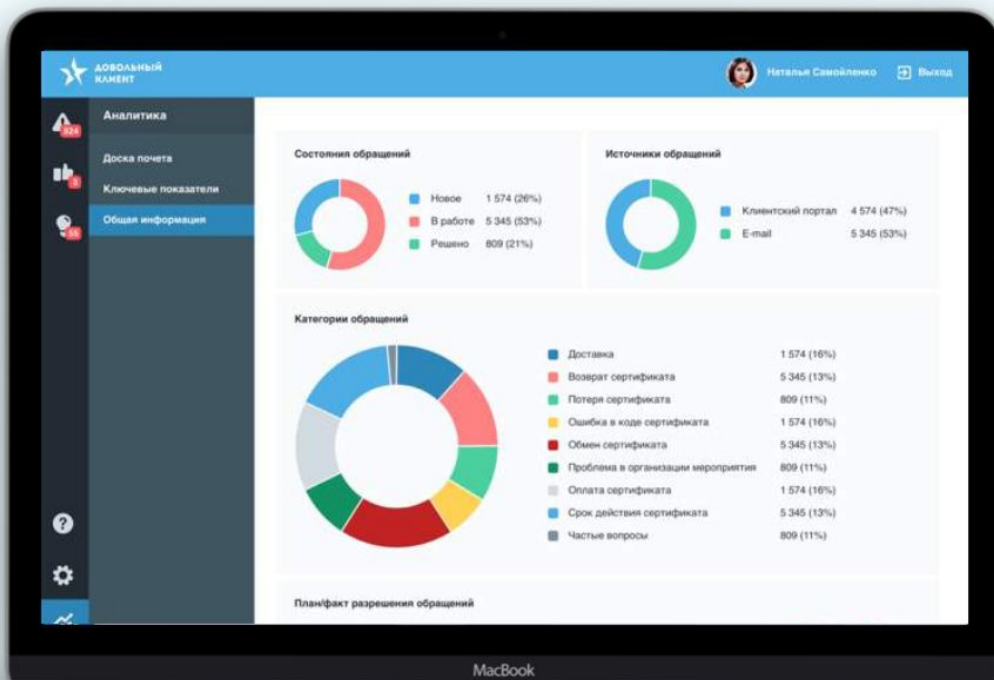 ДОВОЛЬНЫЙ
КЛИЕНТ
Наталья Самойленко
Выход
924
3
55
Аналитика
Доска почета
Ключевые показатели
Общая информация
Состояния обращений
Новое 1 574 (26%)
В работе 5 345 (53%)
Решено 809 (21%)
Источники обращений
Клиентский портал 4 574 (47%)
E-mail 5 345 (53%)
Категории обращений
Доставка 1 574 (16%)
Возврат сертификата 5 345 (13%)
Потеря сертификата 809 (11%)
Ошибка в коде сертификата 1 574 (16%)
Обмен сертификата 5 345 (13%)
Проблема в организации мероприятия 809 (11%)
Оплата сертификата 1 574 (16%)
Срок действия сертификата 5 345 (13%)
Частые вопросы 809 (11%)
План/факт разрешения обращений
?
MacBook